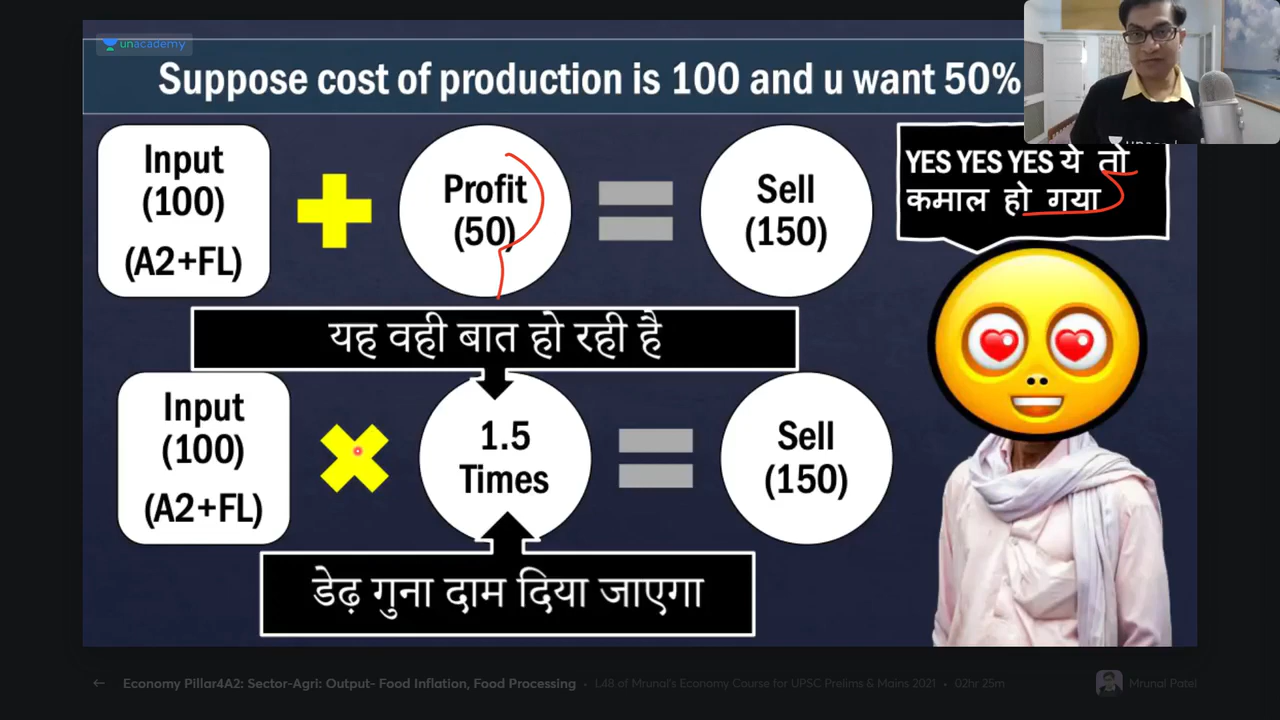 unacademy
Suppose cost of production is 100 and u want 50%
Input
(100)
(A2+FL)
Profit
(50)
Sell
(150)
YES YES YES ये तो
कमाल हो गया
यह वही बात हो रही है
Input
(100)
(A2+FL)
1.5
Times
Sell
(150)
डेढ़ गुना दाम दिया जाएगा
Economy Pillar4A2: Sector-Agri: Output- Food Inflation, Food Processing • L48 of Mrunal's Economy Course for UPSC Prelims & Mains 2021 • 02hr 25m
Mrunal Patel